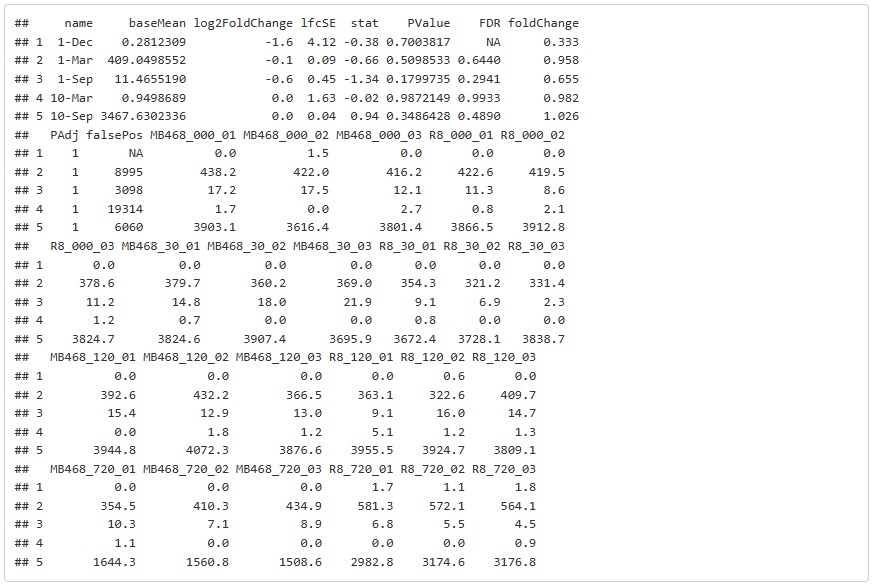 ##     name    baseMean log2FoldChange lfcSE  stat    PValue    FDR foldChange
## 1  1-Dec   0.2812309           -1.6  4.12 -0.38 0.7003817     NA      0.333
## 2  1-Mar 409.0498552           -0.1  0.09 -0.66 0.5098533 0.6440      0.958
## 3  1-Sep  11.4655190           -0.6  0.45 -1.34 0.1799735 0.2941      0.655
## 4 10-Mar   0.9498689            0.0  1.63 -0.02 0.9872149 0.9933      0.982
## 5 10-Sep 3467.6302336            0.0  0.04  0.94 0.3486428 0.4890      1.026
##   PAdj falsePos MB468_000_01 MB468_000_02 MB468_000_03 R8_000_01 R8_000_02
## 1    1       NA          0.0          1.5          0.0       0.0       0.0
## 2    1     8995        438.2        422.0        416.2     422.6     419.5
## 3    1     3098         17.2         17.5         12.1      11.3       8.6
## 4    1    19314          1.7          0.0          2.7       0.8       2.1
## 5    1     6060       3903.1       3616.4       3801.4    3866.5    3912.8
##   R8_000_03 MB468_30_01 MB468_30_02 MB468_30_03 R8_30_01 R8_30_02 R8_30_03
## 1       0.0         0.0         0.0         0.0      0.0      0.0      0.0
## 2     378.6       379.7       360.2       369.0    354.3    321.2    331.4
## 3      11.2        14.8        18.0        21.9      9.1      6.9      2.3
## 4       1.2         0.7         0.0         0.0      0.8      0.0      0.0
## 5    3824.7      3824.6      3907.4      3695.9   3672.4   3728.1   3838.7
##   MB468_120_01 MB468_120_02 MB468_120_03 R8_120_01 R8_120_02 R8_120_03
## 1          0.0          0.0          0.0       0.0       0.6       0.0
## 2        392.6        432.2        366.5     363.1     322.6     409.7
## 3         15.4         12.9         13.0       9.1      16.0      14.7
## 4          0.0          1.8          1.2       5.1       1.2       1.3
## 5       3944.8       4072.3       3876.6    3955.5    3924.7    3809.1
##   MB468_720_01 MB468_720_02 MB468_720_03 R8_720_01 R8_720_02 R8_720_03
## 1          0.0          0.0          0.0       1.7       1.1       1.8
## 2        354.5        410.3        434.9     581.3     572.1     564.1
## 3         10.3          7.1          8.9       6.8       5.5       4.5
## 4          1.1          0.0          0.0       0.0       0.0       0.9
## 5       1644.3       1560.8       1508.6    2982.8    3174.6    3176.8